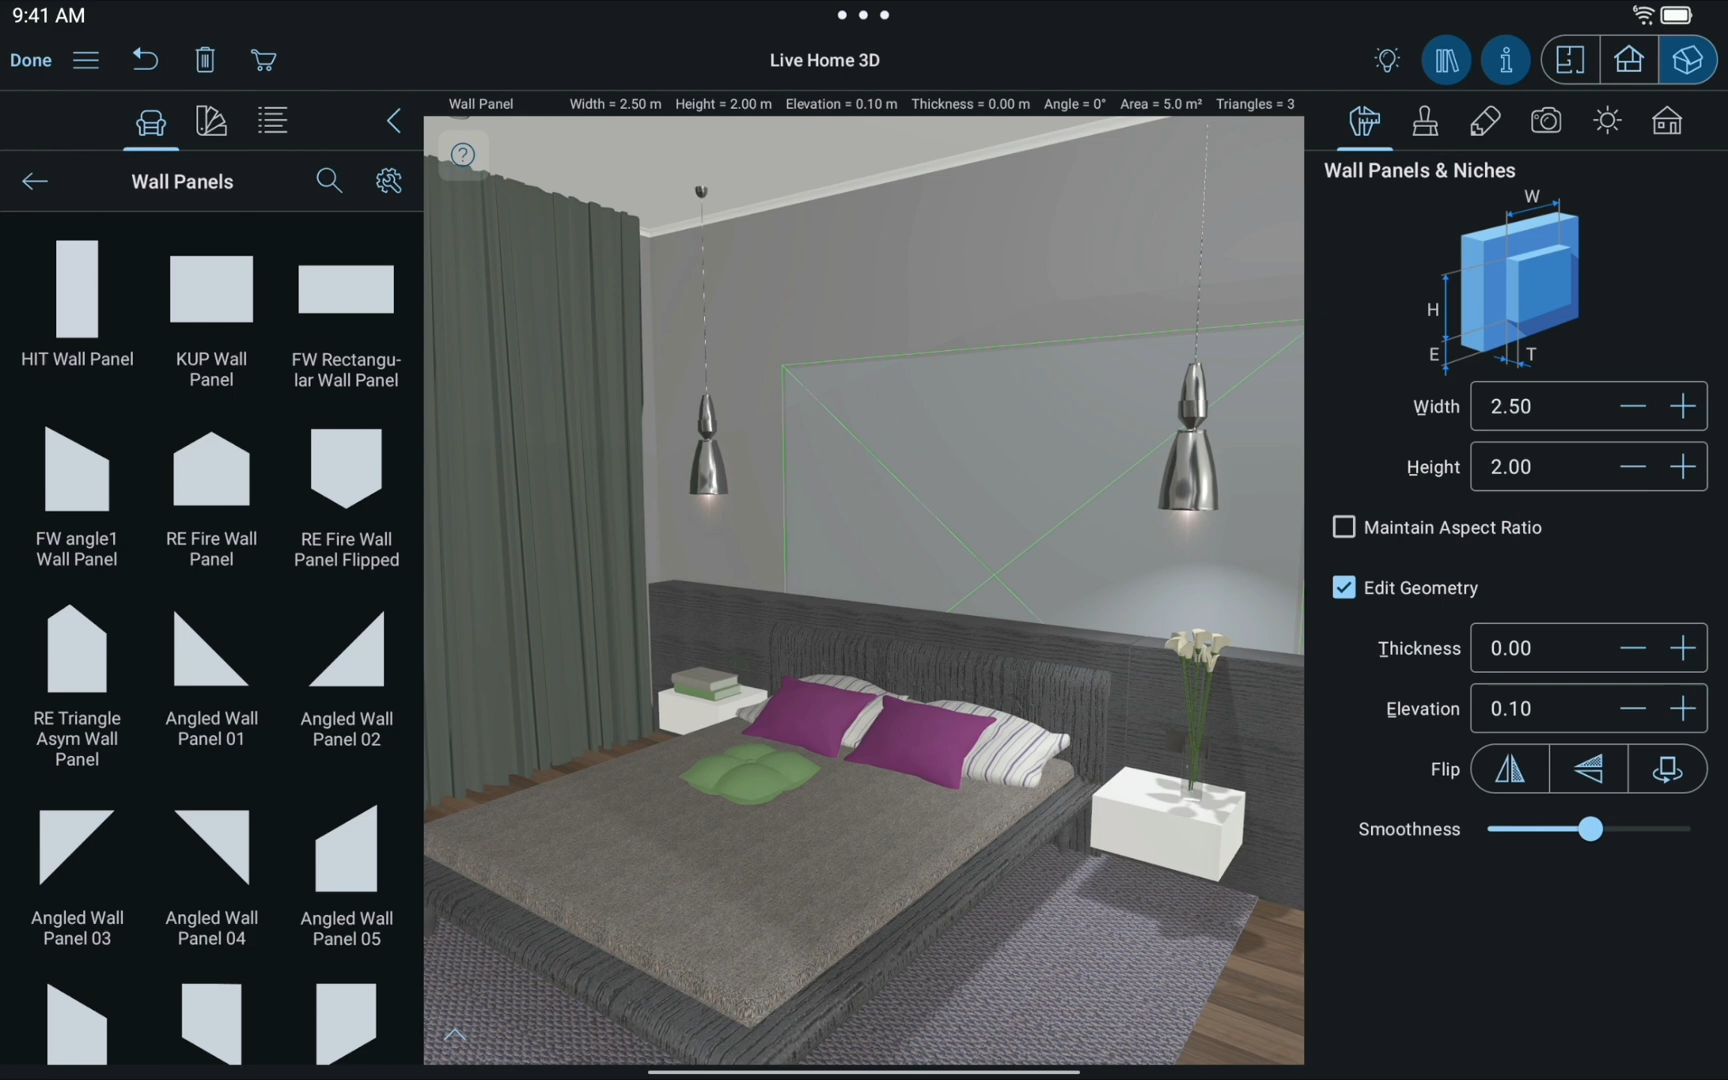 9:41 AM
Done
Live Home 3D
Wall Panel Width = 2.50 m Height = 2.00 m Elevation = 0.10 m Thickness = 0.00 m Angle = 0° Area = 5.0 m² Triangles = 3
Wall Panels
HIT Wall Panel
KUP Wall
Panel
FW Rectangu-
lar Wall Panel
FW angle1
Wall Panel
RE Fire Wall
Panel
RE Fire Wall
Panel Flipped
RE Triangle
Asym Wall
Panel
Angled Wall
Panel 01
Angled Wall
Panel 02
Angled Wall
Panel 03
Angled Wall
Panel 04
Angled Wall
Panel 05
?
Wall Panels & Niches
W
H
E
T
Width 2.50
Height 2.00
Maintain Aspect Ratio
Edit Geometry
Thickness 0.00
Elevation 0.10
Flip
Smoothness